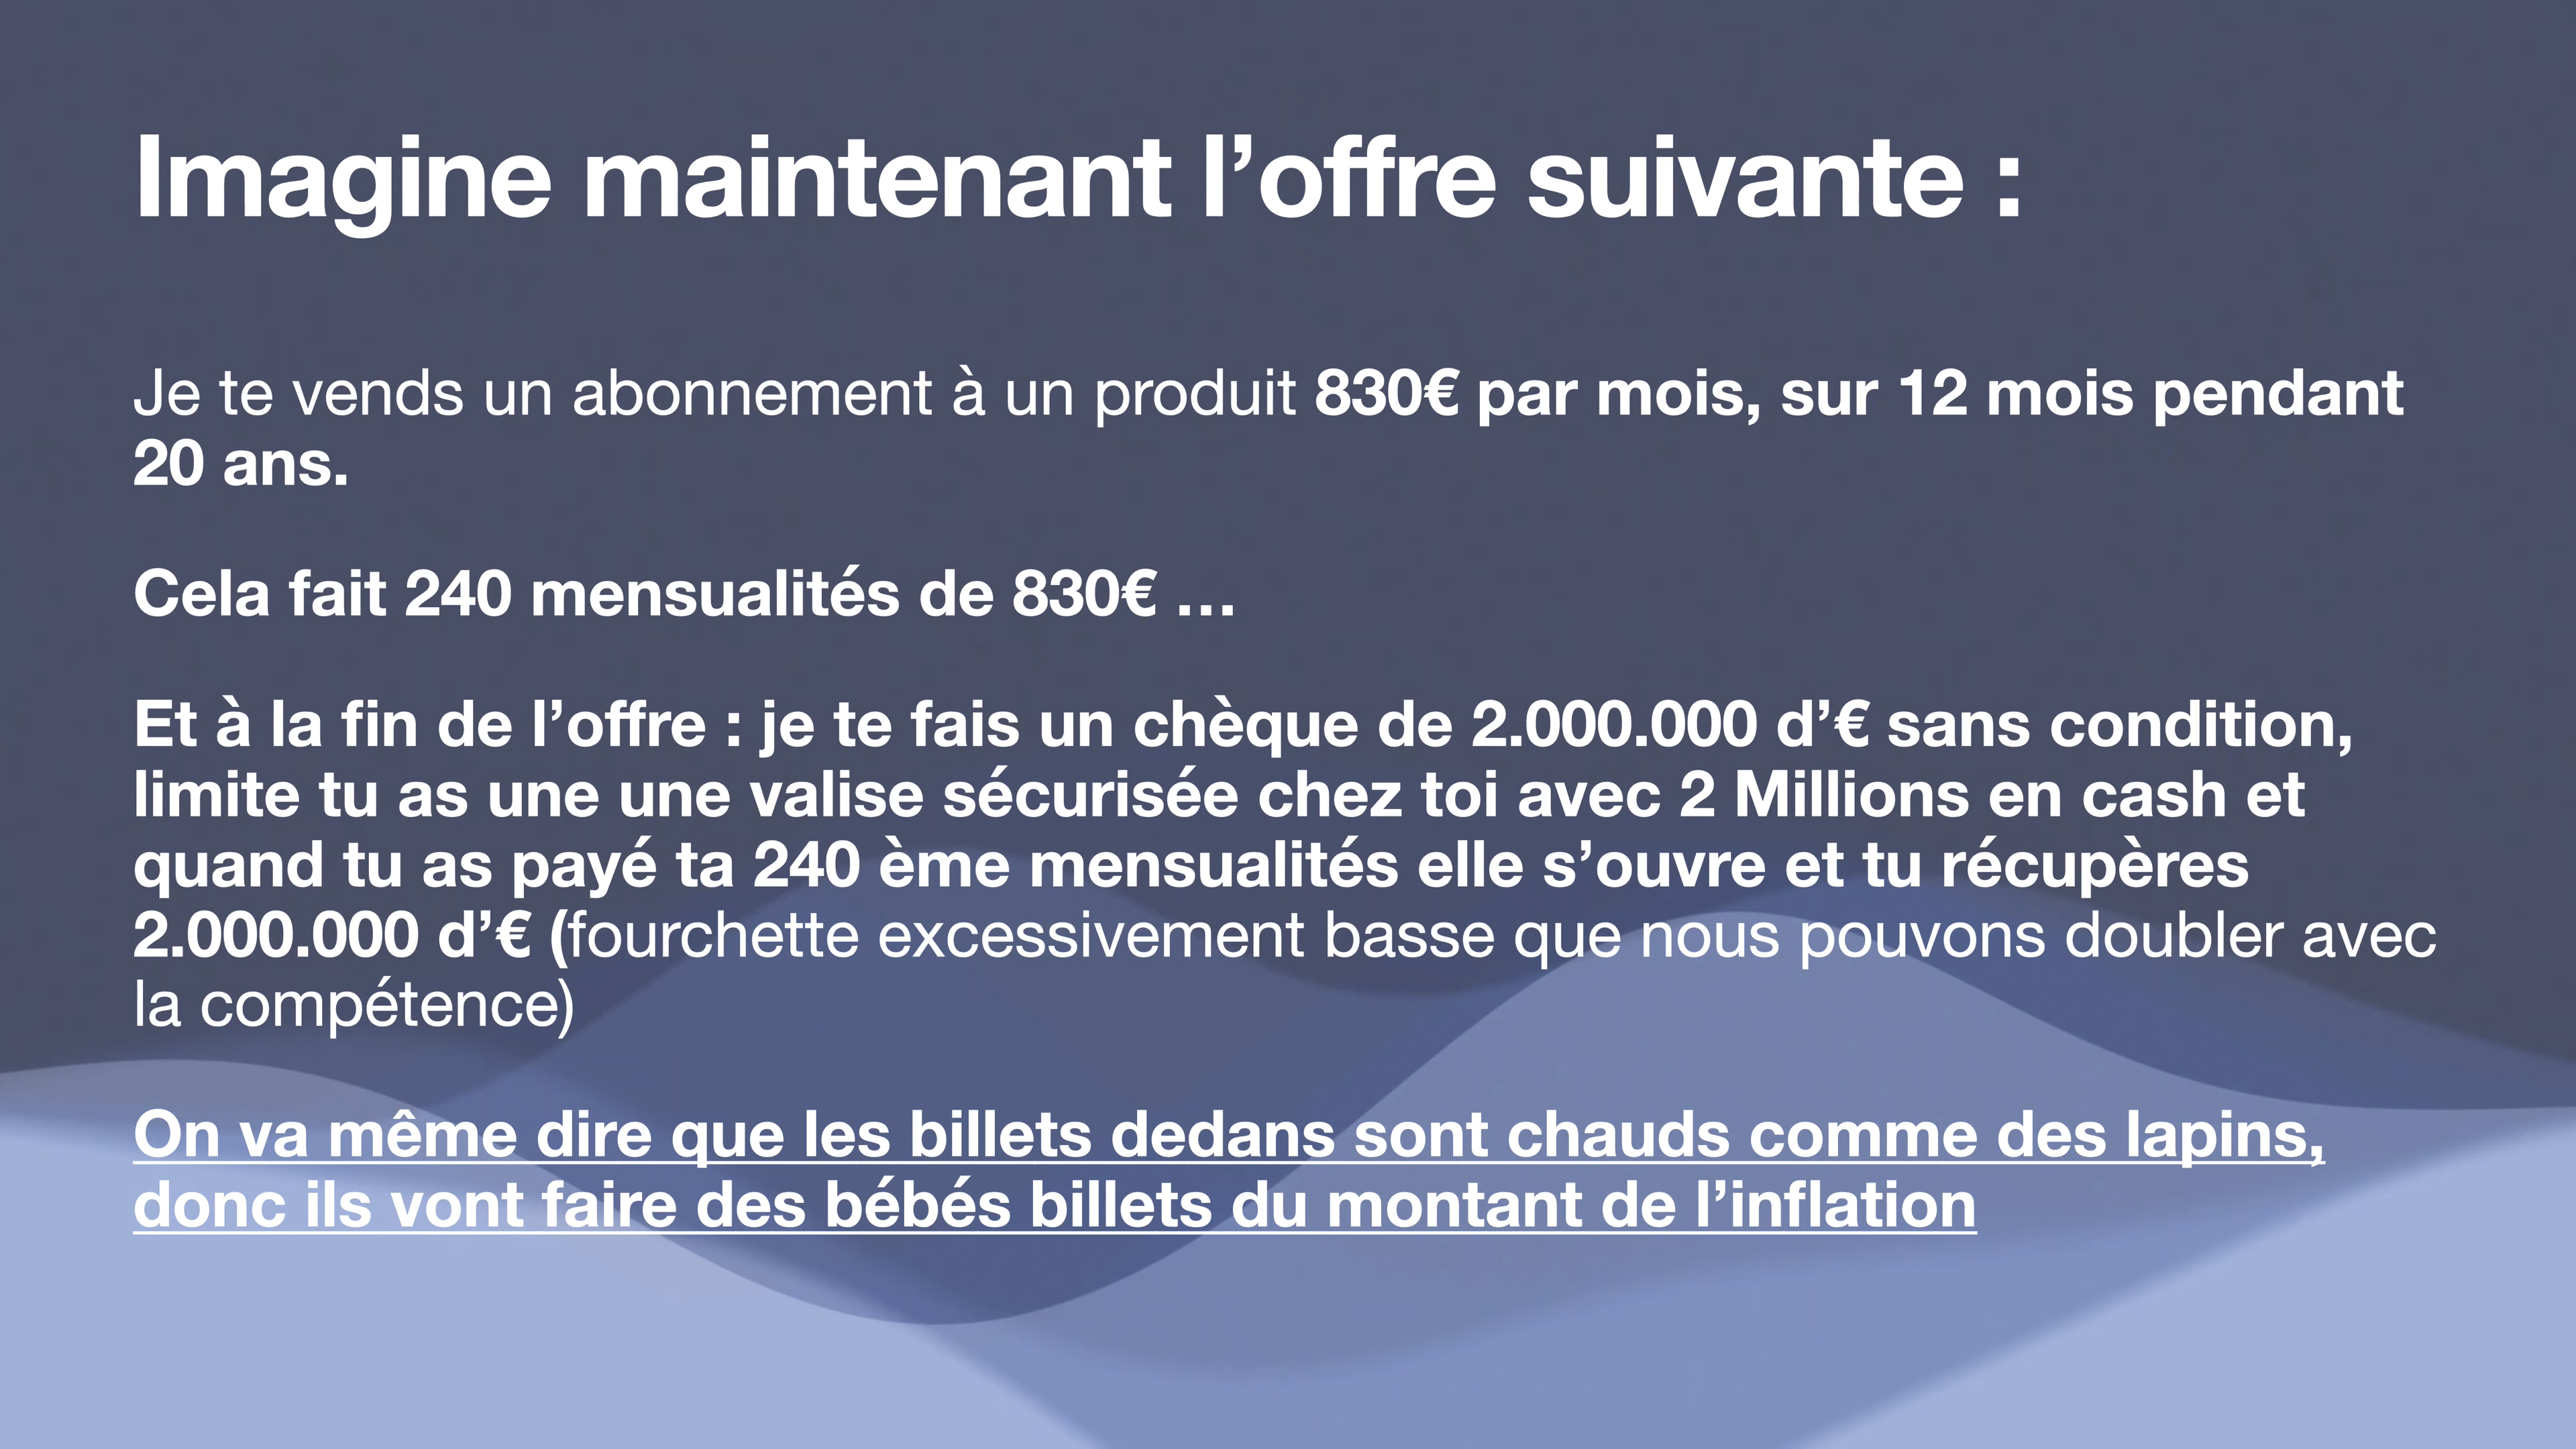 Imagine maintenant l’offre suivante :
Je te vends un abonnement à un produit 830€ par mois, sur 12 mois pendant
20 ans.
Cela fait 240 mensualités de 830€ …
Et à la fin de l’offre : je te fais un chèque de 2.000.000 d’€ sans condition,
limite tu as une une valise sécurisée chez toi avec 2 Millions en cash et
quand tu as payé ta 240 ème mensualités elle s’ouvre et tu récupères
2.000.000 d’€ (fourchette excessivement basse que nous pouvons doubler avec
la compétence)
On va même dire que les billets dedans sont chauds comme des lapins,
donc ils vont faire des bébés billets du montant de l’inflation